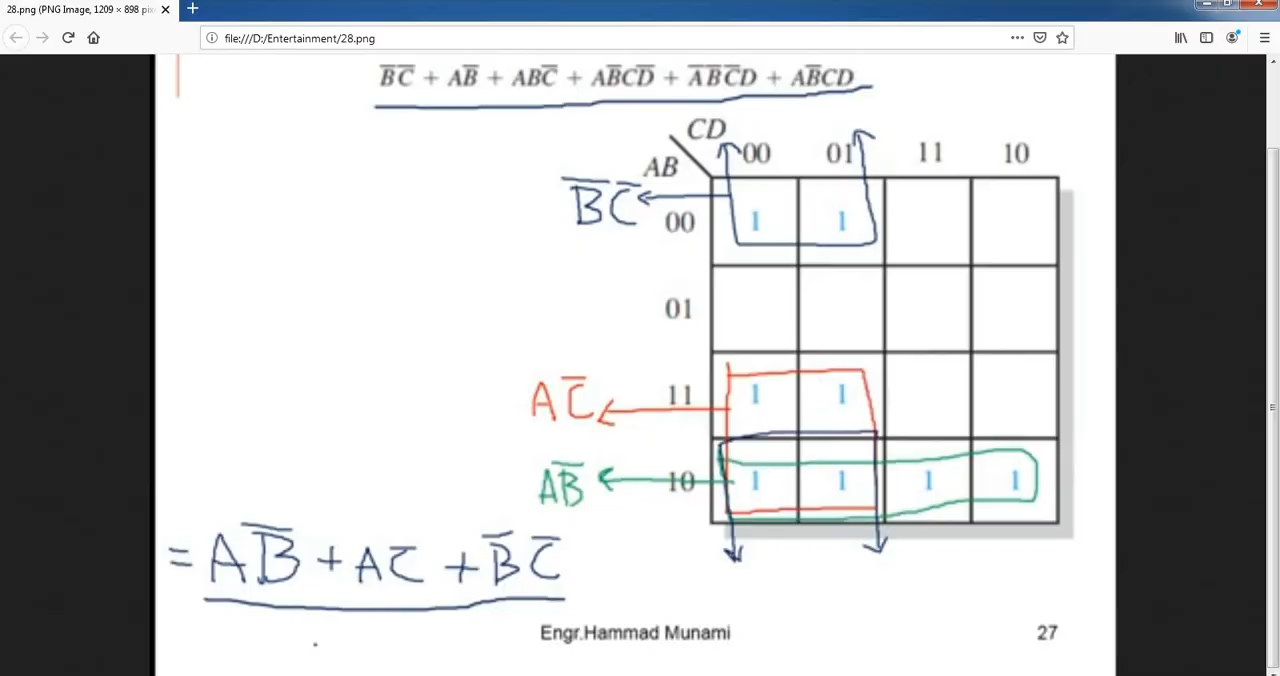 28.png (PNG Image, 1209 × 898 pix
file:///D:/Entertainment/28.png
B̅C̅ + AB̅ + ABC̅ + AB̅CD̅ + A̅B̅C̅D + AB̅CD
CD
AB
00 01 11 10
B̅C̅
00 1 1
01
AC̅
11 1 1
AB̅
10 1 1 1 1
= AB̅ + AC̅ + B̅C̅
Engr.Hammad Munami 27